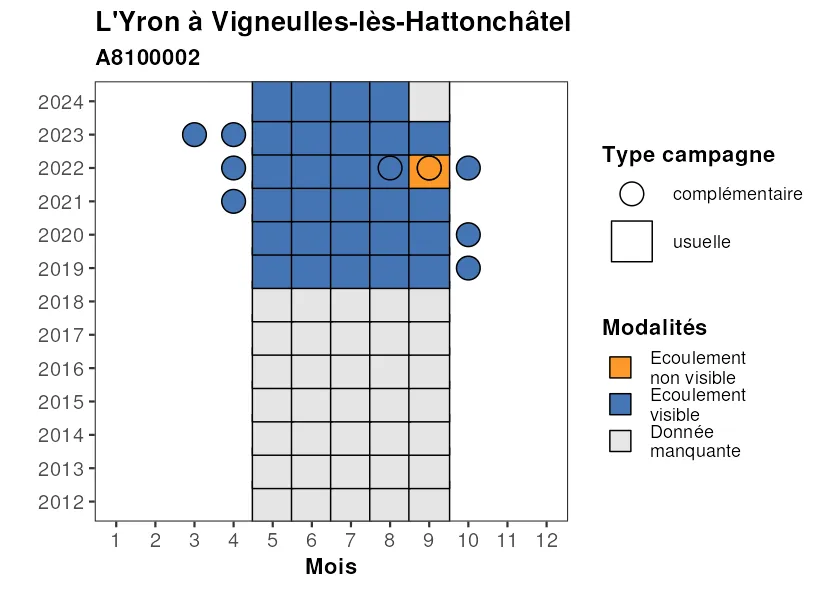 L'Yron à Vigneulles-lès-Hattonchâtel
A8100002
2024
2023
2022
2021
2020
2019
2018
2017
2016
2015
2014
2013
2012
1 2 3 4 5 6 7 8 9 10 11 12
Mois
Type campagne
complémentaire
usuelle
Modalités
Ecoulement
non visible
Ecoulement
visible
Donnée
manquante